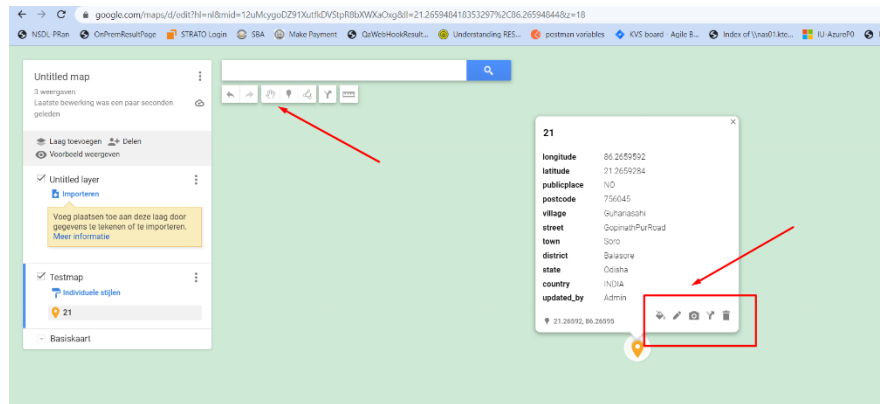 google.com/maps/d/edit?hl=nl&mid=12uMcygoDZ91XutfkDVStpR8bXWXaOxg&ll=21.265948418353297%2C86.26594844&z=18
NSDL-PRan OnPremResultPage STRATO Login SBA Make Payment QaWebHookResult... Understanding RES... postman variables KVS board - Agile B... Index of \\nas01.kte... IU-AzureP0
Untitled map
3 weergaven
Laatste bewerking was een paar seconden
geleden
Laag toevoegen Delen
Voorbeeld weergeven
Untitled layer
Importeren
Voeg plaatsen toe aan deze laag door
gegevens te tekenen of te importeren.
Meer informatie
Testmap
Individuele stijlen
21
Basiskaart
21
longitude 86.2659592
latitude 21.2659284
publicplace NO
postcode 756045
village Guhariasahi
street GopinathPurRoad
town Soro
district Balasore
state Odisha
country INDIA
updated_by Admin
21.26592, 86.26595